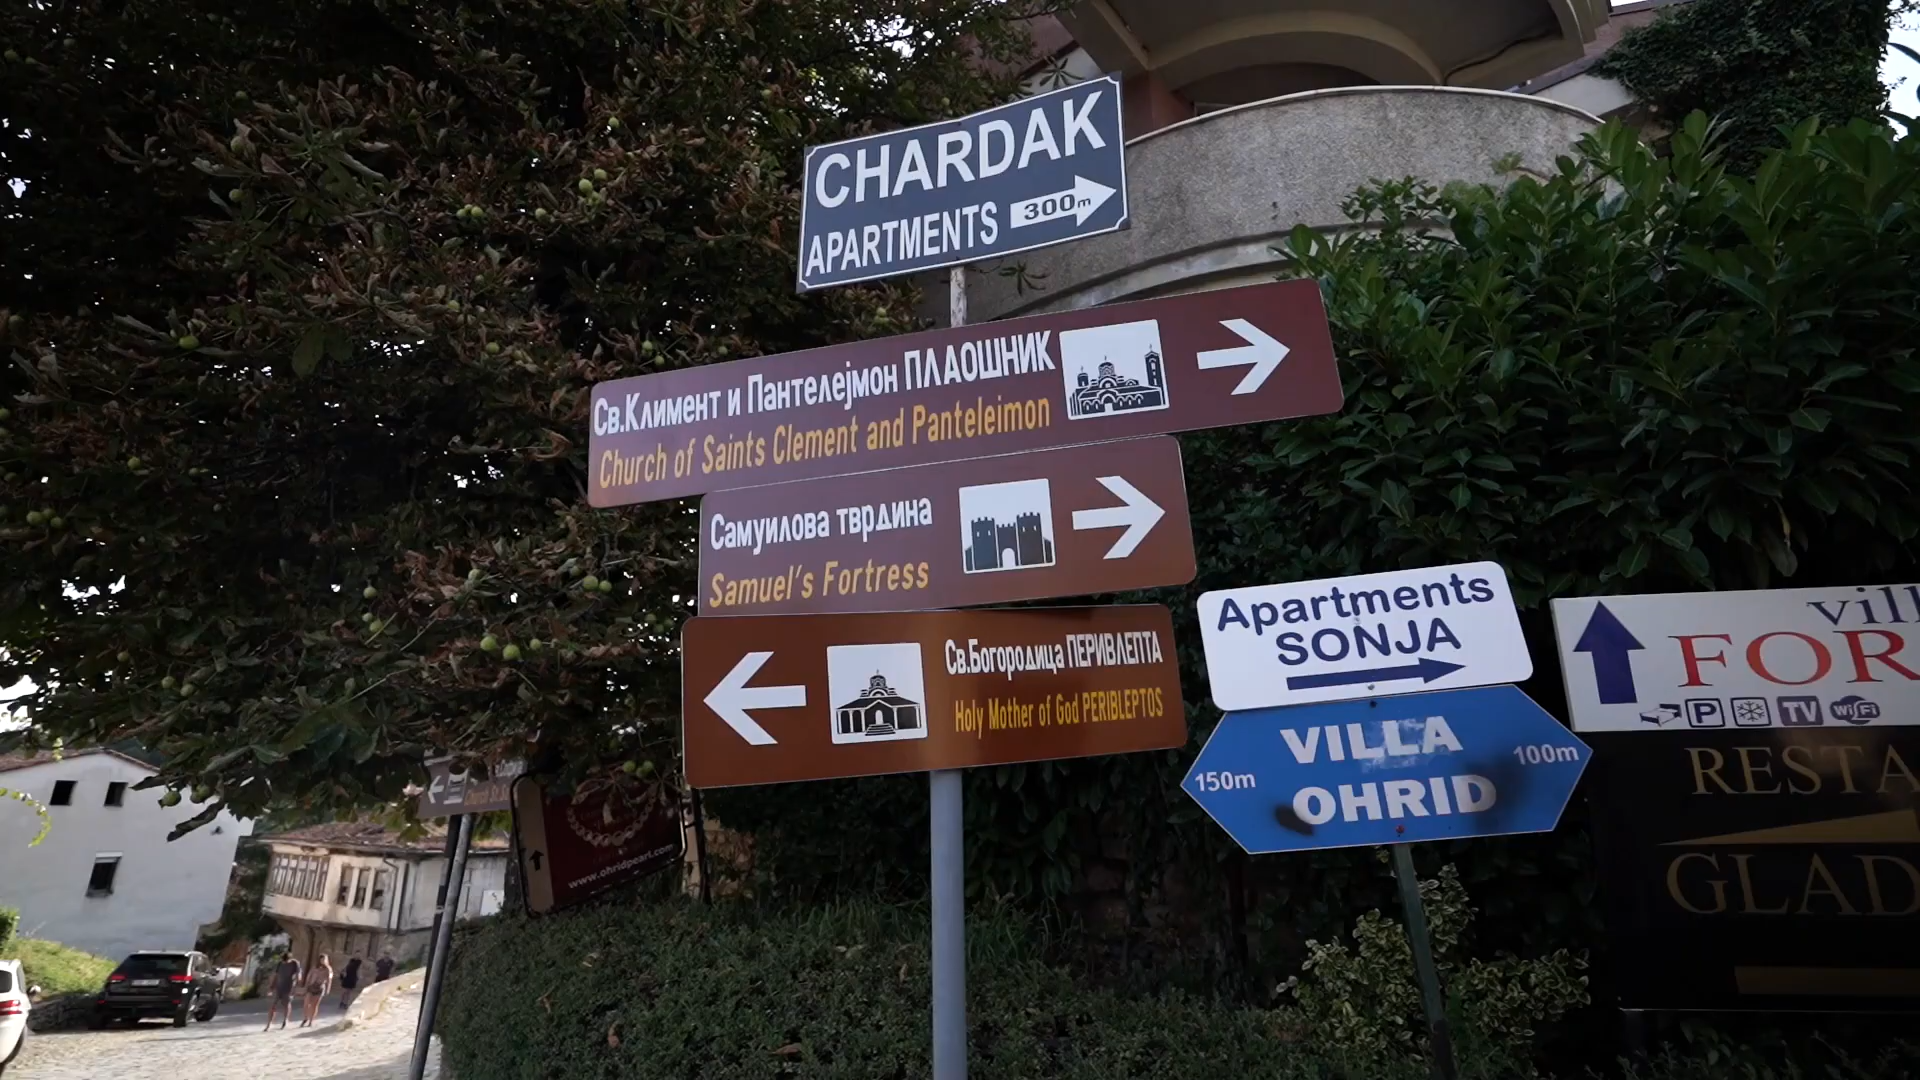 CHARDAK
APARTMENTS 300m
Св.Климент и Пантелејмон ПЛАОШНИК
Church of Saints Clement and Panteleimon
Самуилова тврдина
Samuel's Fortress
Св.Богородица ПЕРИВЛЕПТА
Holy Mother of God PERIBLEPTOS
Apartments
SONJA
VILLA
OHRID
150m
100m
P
TV
WiFi
www.ohridpearl.com